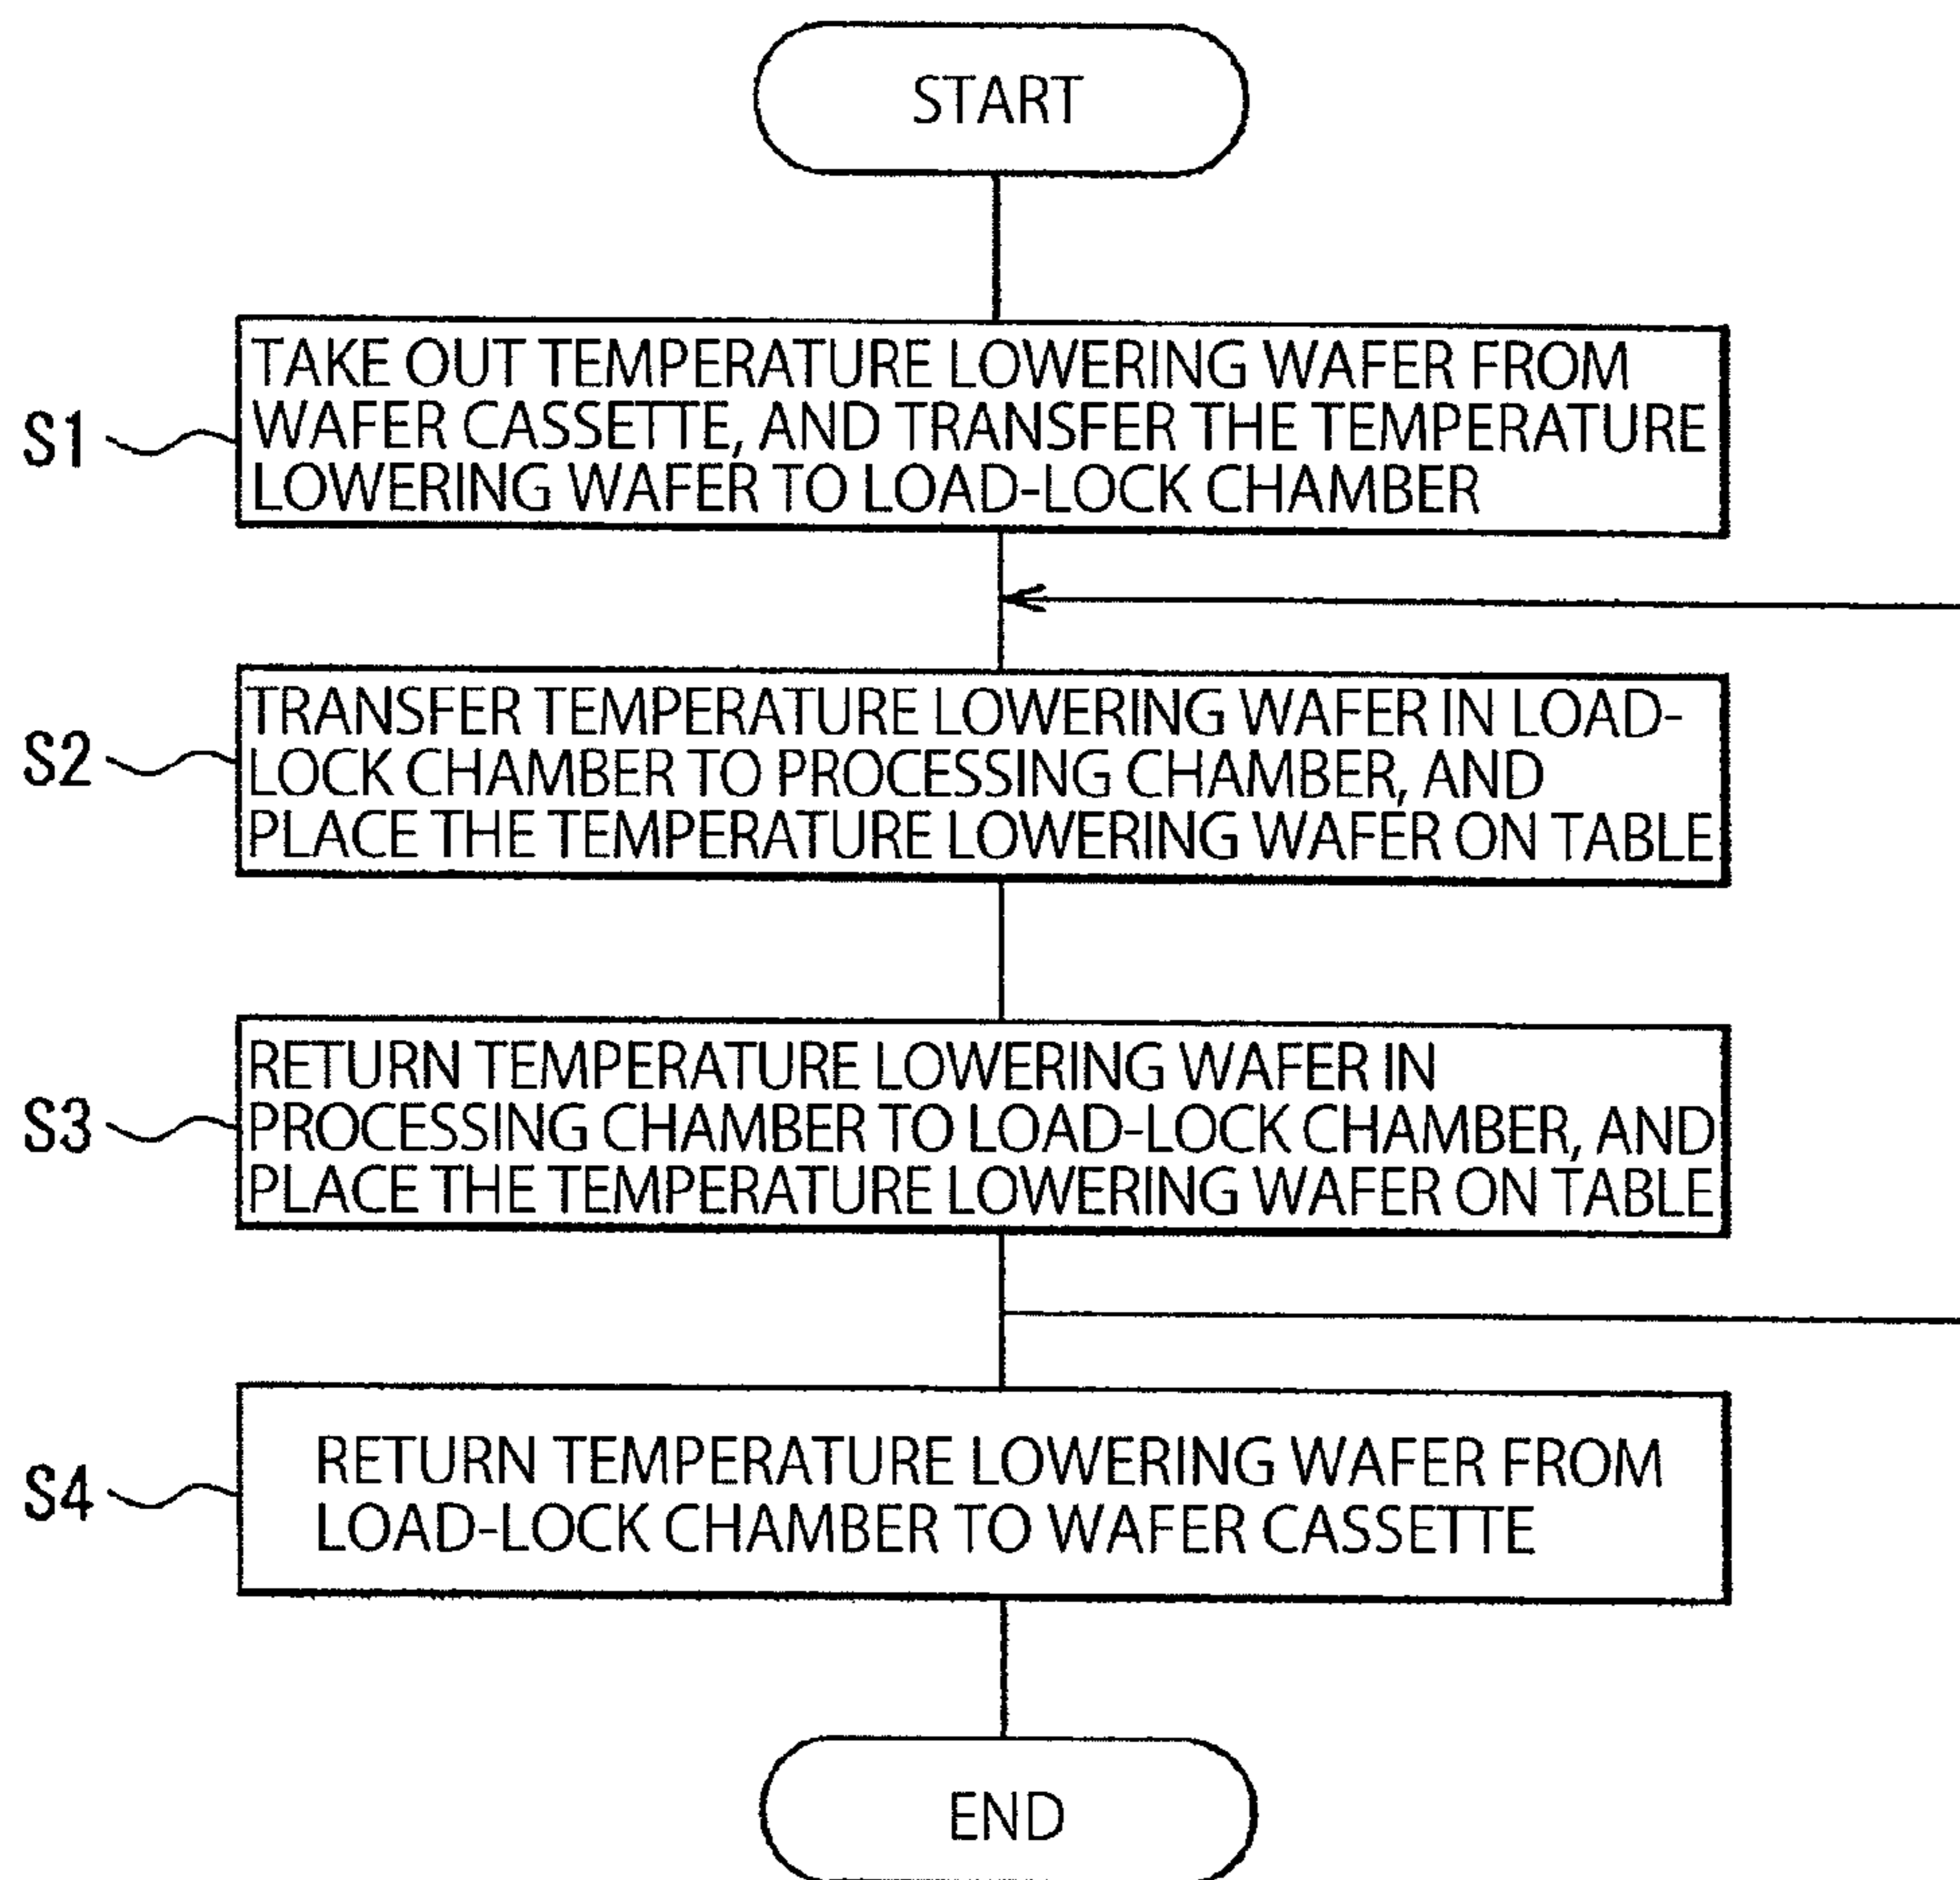 START
S1
TAKE OUT TEMPERATURE LOWERING WAFER FROM
WAFER CASSETTE, AND TRANSFER THE TEMPERATURE
LOWERING WAFER TO LOAD-LOCK CHAMBER
S2
TRANSFER TEMPERATURE LOWERING WAFER IN LOAD-
LOCK CHAMBER TO PROCESSING CHAMBER, AND
PLACE THE TEMPERATURE LOWERING WAFER ON TABLE
S3
RETURN TEMPERATURE LOWERING WAFER IN
PROCESSING CHAMBER TO LOAD-LOCK CHAMBER, AND
PLACE THE TEMPERATURE LOWERING WAFER ON TABLE
S4
RETURN TEMPERATURE LOWERING WAFER FROM
LOAD-LOCK CHAMBER TO WAFER CASSETTE
END